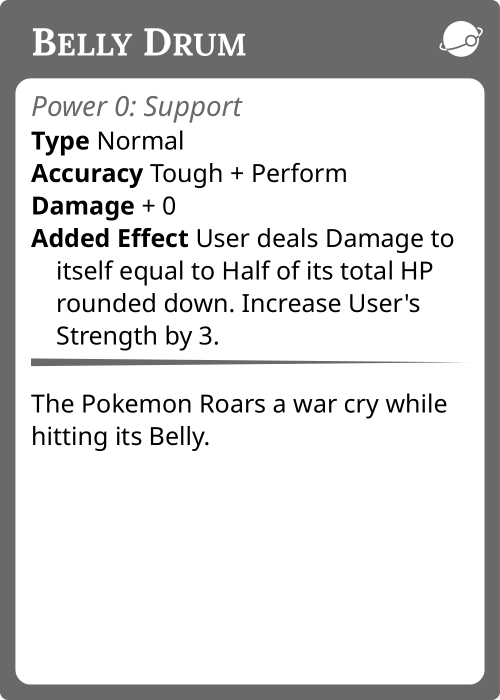 Belly Drum
Power 0: Support
Type Normal
Accuracy Tough + Perform
Damage + 0
Added Effect User deals Damage to
itself equal to Half of its total HP
rounded down. Increase User's
Strength by 3.
The Pokemon Roars a war cry while
hitting its Belly.